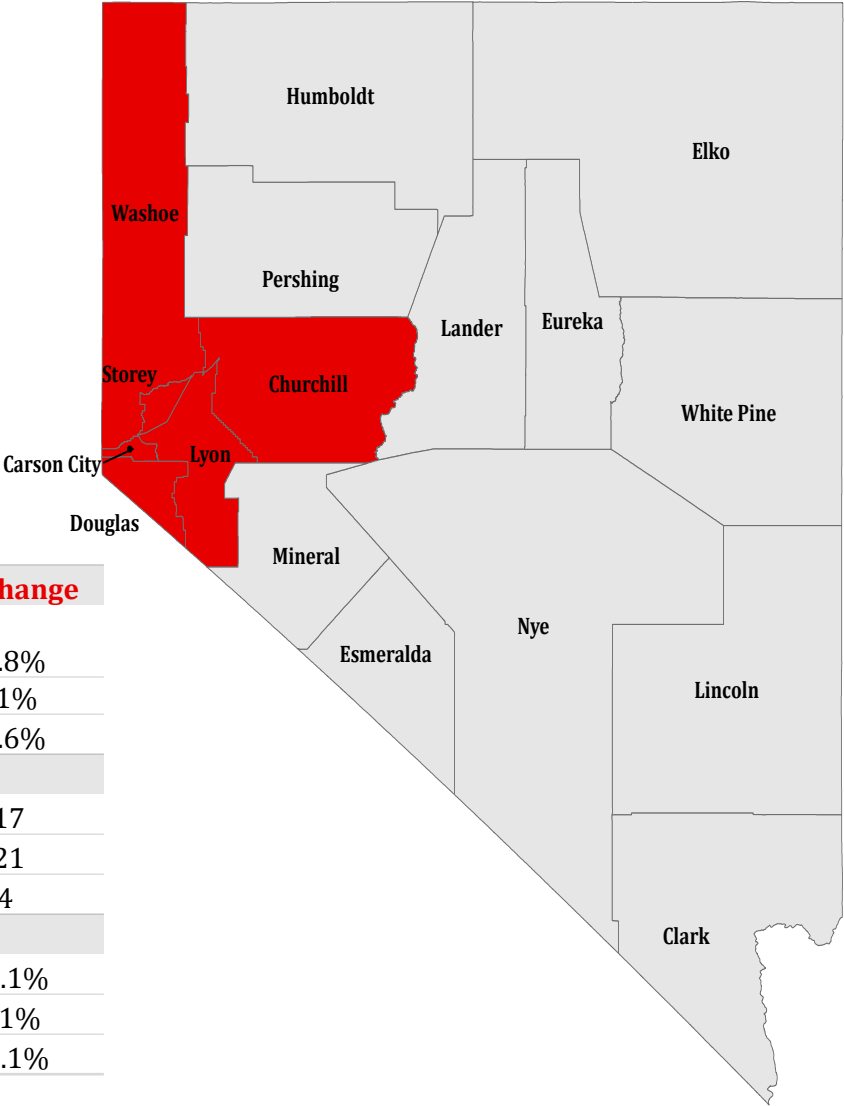 Humboldt
Elko
Washoe
Pershing
Eureka
Lander
Storey
Churchill
White Pine
Lyon
Carson City
Douglas
Mineral
Nye
Esmeralda
Lincoln
Clark
hange
.8%
1%
.6%
17
21
4
.1%
1%
.1%